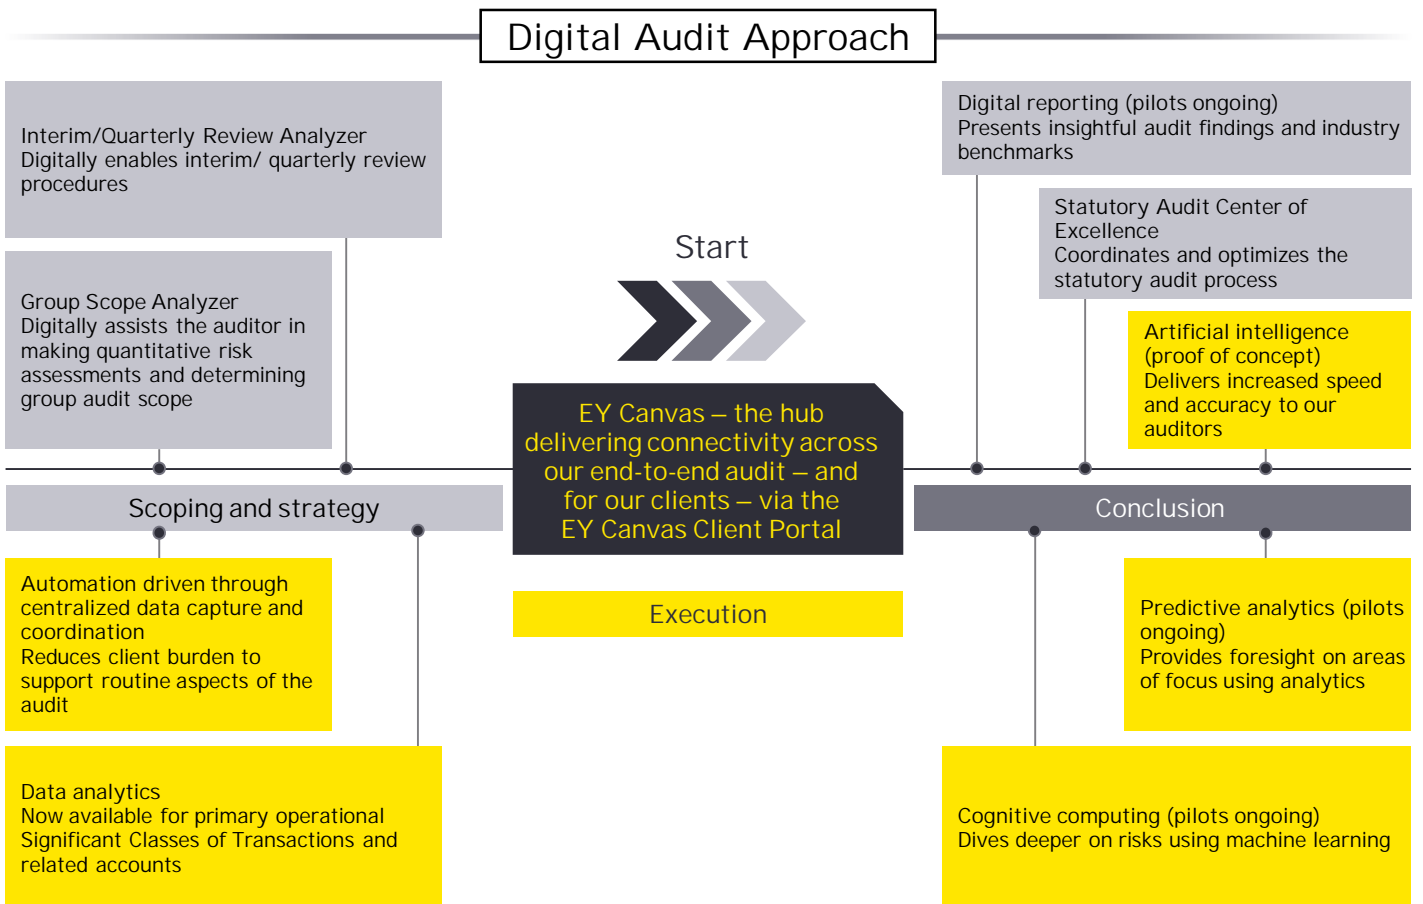 Digital Audit Approach
Interim/Quarterly Review Analyzer
Digitally enables interim/ quarterly review
procedures
Group Scope Analyzer
Digitally assists the auditor in
making quantitative risk
assessments and determining
group audit scope
Scoping and strategy
Automation driven through
centralized data capture and
coordination
Reduces client burden to
support routine aspects of the
audit
Data analytics
Now available for primary operational
Significant Classes of Transactions and
related accounts
Start
EY Canvas – the hub
delivering connectivity across
our end-to-end audit – and
for our clients – via the
EY Canvas Client Portal
Execution
Digital reporting (pilots ongoing)
Presents insightful audit findings and industry
benchmarks
Statutory Audit Center of
Excellence
Coordinates and optimizes the
statutory audit process
Artificial intelligence
(proof of concept)
Delivers increased speed
and accuracy to our
auditors
Conclusion
Predictive analytics (pilots
ongoing)
Provides foresight on areas
of focus using analytics
Cognitive computing (pilots ongoing)
Dives deeper on risks using machine learning